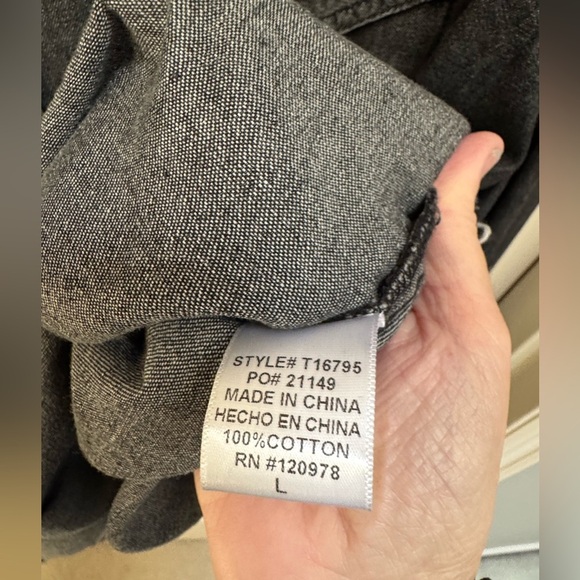 STYLE# T16795
PO# 21149
MADE IN CHINA
HECHO EN CHINA
100%COTTON
RN #120978
L